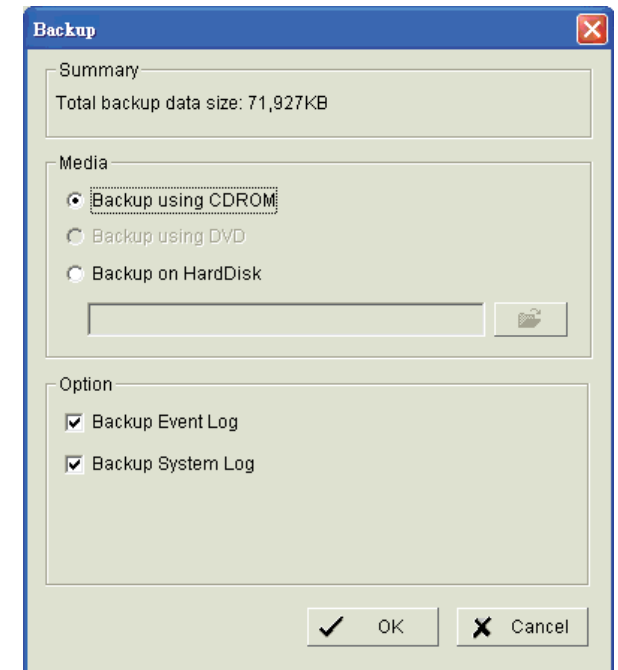 Backup
Summary
Total backup data size: 71,927KB
Media
Backup using CDROM
Backup using DVD
Backup on HardDisk
Option
Backup Event Log
Backup System Log
OK Cancel